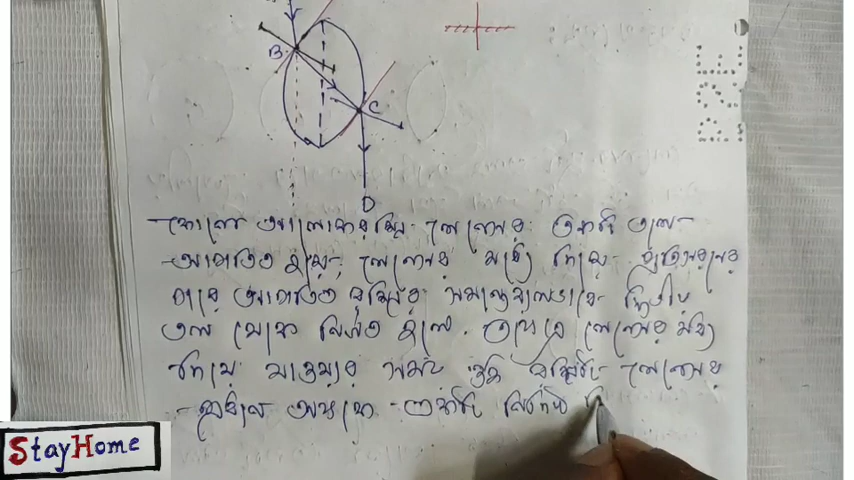 B
C
D
কোনো আলোকরশ্মি লেন্সের একটি তলে
আপতিত হয়ে, লেন্সের মধ্যে দিয়ে প্রতিসরণের
পরে আপতিত রশ্মির সমান্তরালভাবে দ্বিতীয়
তল থেকে নির্গত হলে, তাহলে লেন্সের মধ্য
দিয়ে যাওয়ার সময় ঐ রশ্মিটি লেন্সের
প্রধান অক্ষকে একটি নির্দিষ্ট
StayHome